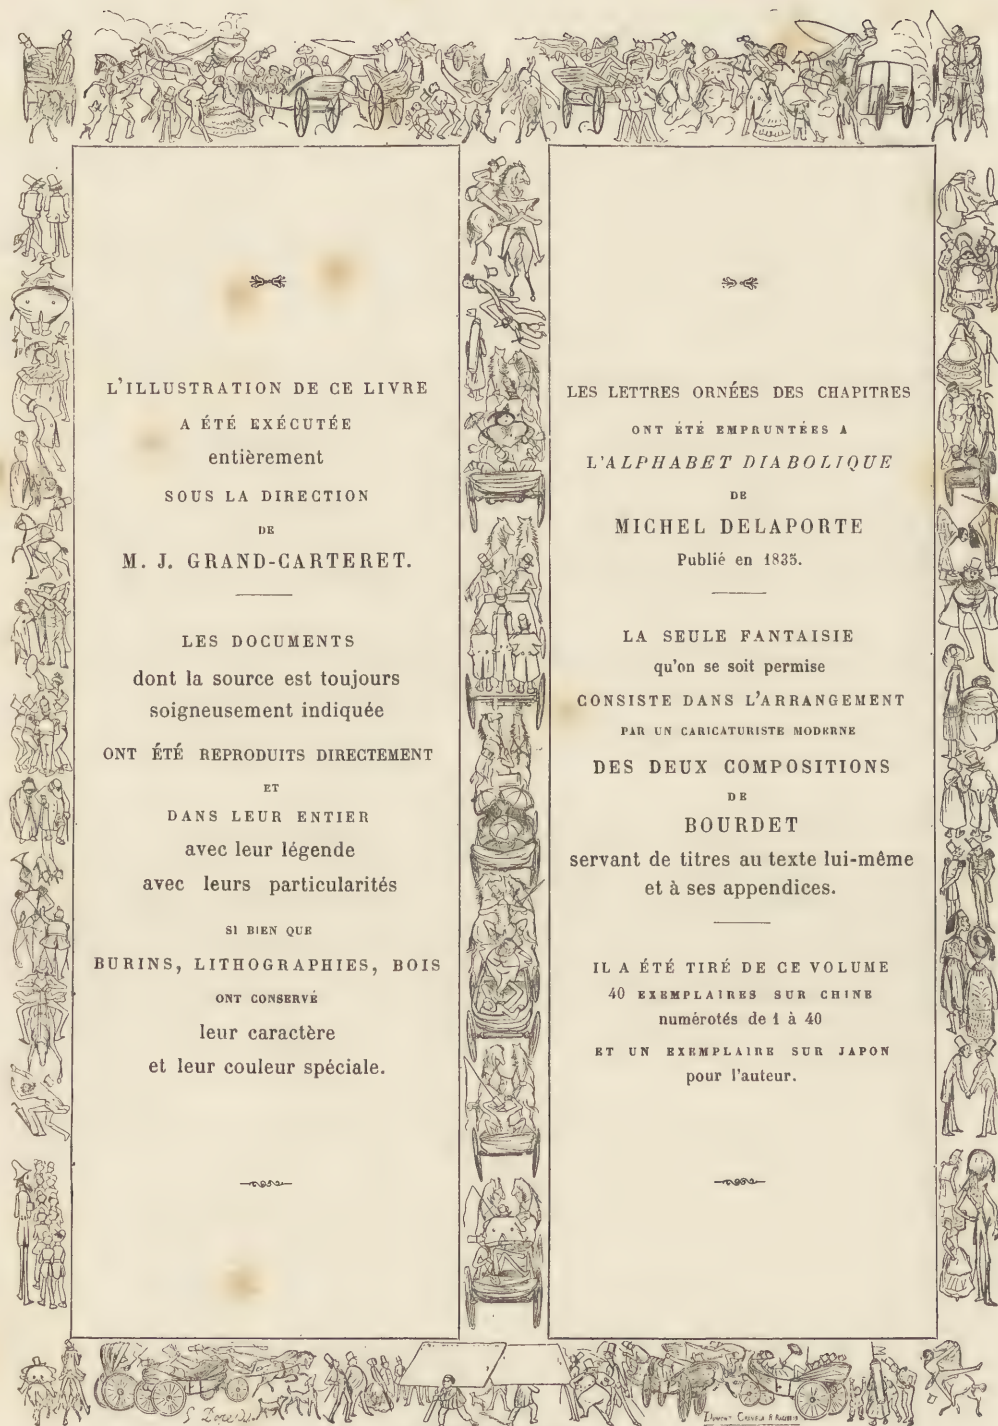 L'ILLUSTRATION DE CE LIVRE
A ÉTÉ EXÉCUTÉE
entièrement
SOUS LA DIRECTION
DE
M. J. GRAND-CARTERET.
LES DOCUMENTS
dont la source est toujours
soigneusement indiquée
ONT ÉTÉ REPRODUITS DIRECTEMENT
ET
DANS LEUR ENTIER
avec leur légende
avec leurs particularités
SI BIEN QUE
BURINS, LITHOGRAPHIES, BOIS
ONT CONSERVÉ
leur caractère
et leur couleur spéciale.
LES LETTRES ORNÉES DES CHAPITRES
ONT ÉTÉ EMPRUNTÉES A
L'ALPHABET DIABOLIQUE
DE
MICHEL DELAPORTE
Publié en 1835.
LA SEULE FANTAISIE
qu'on se soit permise
CONSISTE DANS L'ARRANGEMENT
PAR UN CARICATURISTE MODERNE
DES DEUX COMPOSITIONS
DE
BOURDET
servant de titres au texte lui-même
et à ses appendices.
IL A ÉTÉ TIRÉ DE CE VOLUME
40 EXEMPLAIRES SUR CHINE
numérotés de 1 à 40
ET UN EXEMPLAIRE SUR JAPON
pour l'auteur.